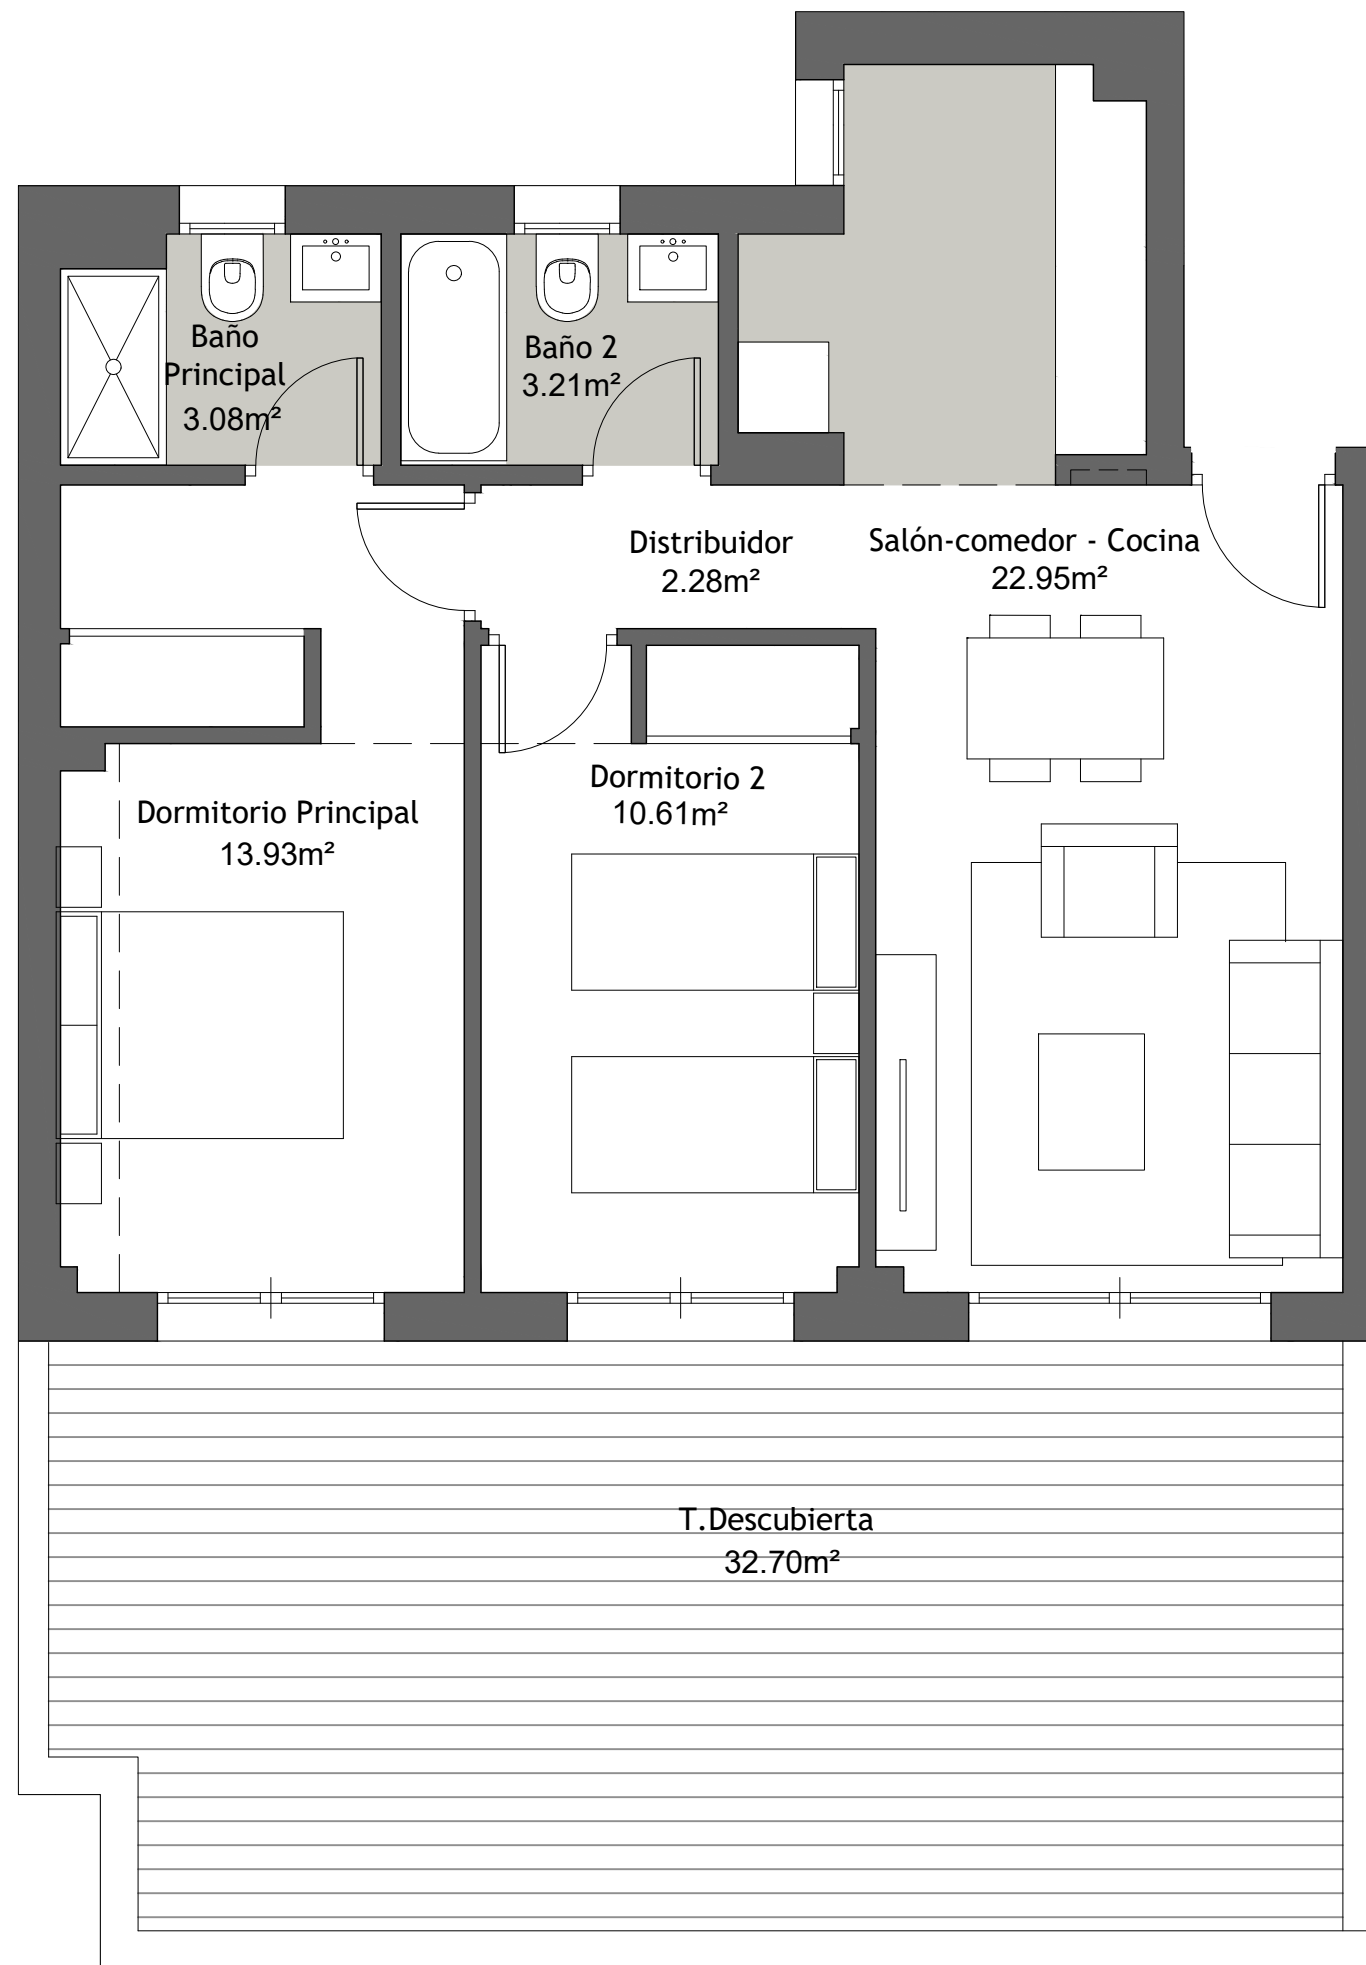 Baño
Principal
3.08m²
Baño 2
3.21m²
Distribuidor
2.28m²
Salón-comedor - Cocina
22.95m²
Dormitorio Principal
13.93m²
Dormitorio 2
10.61m²
T.Descubierta
32.70m²